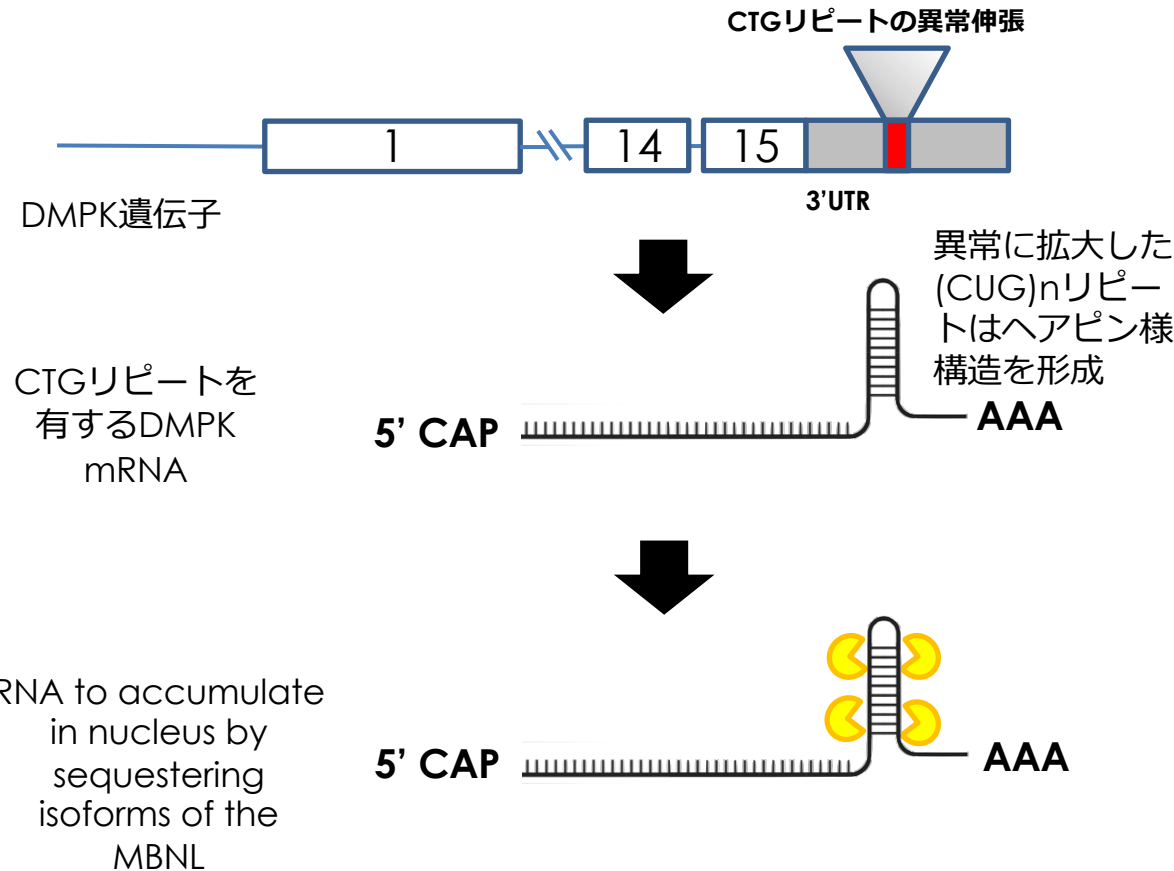 CTGリピートの異常伸張
1
14
15
3'UTR
DMPK遺伝子
異常に拡大した
(CUG)nリピー
トはヘアピン様
構造を形成
CTGリピートを
有するDMPK
mRNA
5' CAP
AAA
RNA to accumulate
in nucleus by
sequestering
isoforms of the
MBNL
5' CAP
AAA